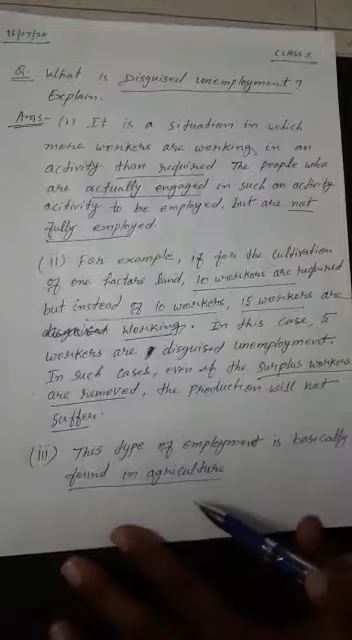 16/07/20
CLASS X
Q. What is Disguised unemployment?
Explain.
Ans- (i) It is a situation in which
more workers are working in an
activity than required The people who
are actually engaged in such an activity
acitivity to be employed, but are not
fully employed.
(ii) For example, if for the cultivation
of one hactare land, 10 workers are required
but instead of 10 workers, 15 workers are
disguised working. In this case, 5
workers are disguised unemployment.
In such cases, even if the surplus workers
are removed, the production will not
suffer.
(iii) This type of employment is basically
found in agriculture